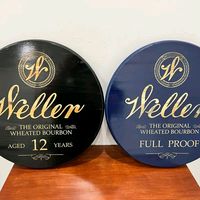 W
Weller
THE ORIGINAL
WHEATED BOURBON
AGED 12 YEARS
W
Weller
THE ORIGINAL
WHEATED BOURBON
FULL PROOF